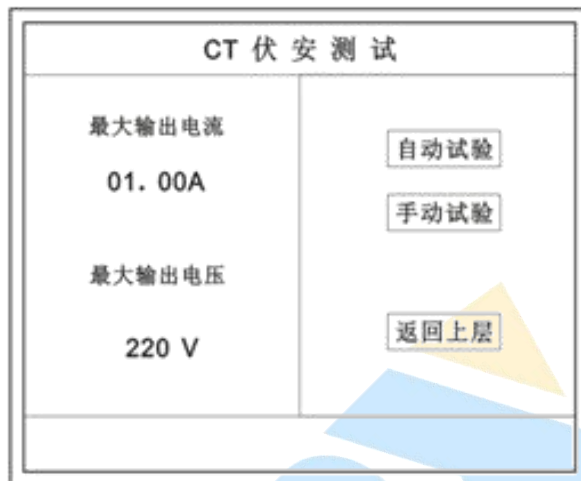 CT 伏 安 测 试
最大输出电流
01. 00A
最大输出电压
220 V
自动试验
手动试验
返回上层